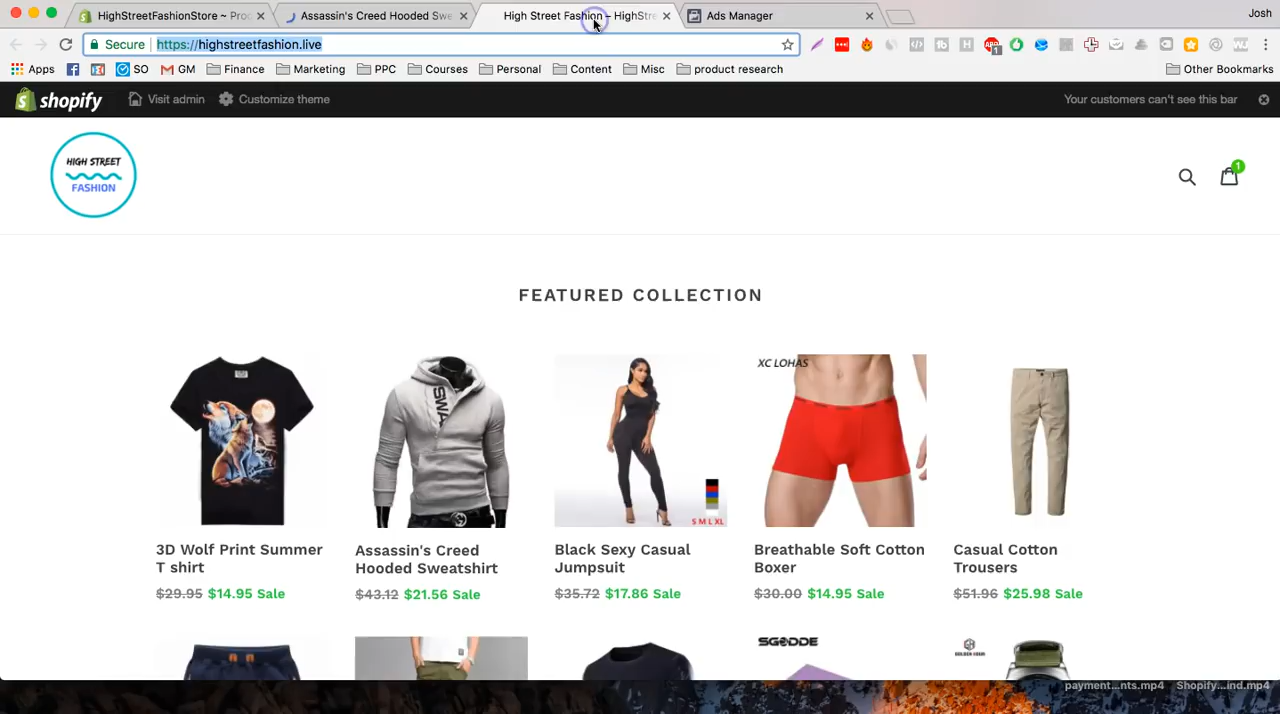 HighStreetFashionStore ~ Proc
Assassin's Creed Hooded Swe
High Street Fashion – HighStre
Ads Manager
Josh
Secure
https://highstreetfashion.live
Apps
SO
GM
Finance
Marketing
PPC
Courses
Personal
Content
Misc
product research
Other Bookmarks
shopify
Visit admin
Customize theme
Your customers can't see this bar
HIGH STREET
FASHION
1
FEATURED COLLECTION
SWA
XC LOHAS
S M L XL
3D Wolf Print Summer
T shirt
$29.95 $14.95 Sale
Assassin's Creed
Hooded Sweatshirt
$43.12 $21.56 Sale
Black Sexy Casual
Jumpsuit
$35.72 $17.86 Sale
Breathable Soft Cotton
Boxer
$30.00 $14.95 Sale
Casual Cotton
Trousers
$51.96 $25.98 Sale
payment...nts.mp4
Shopify...ind.mp4